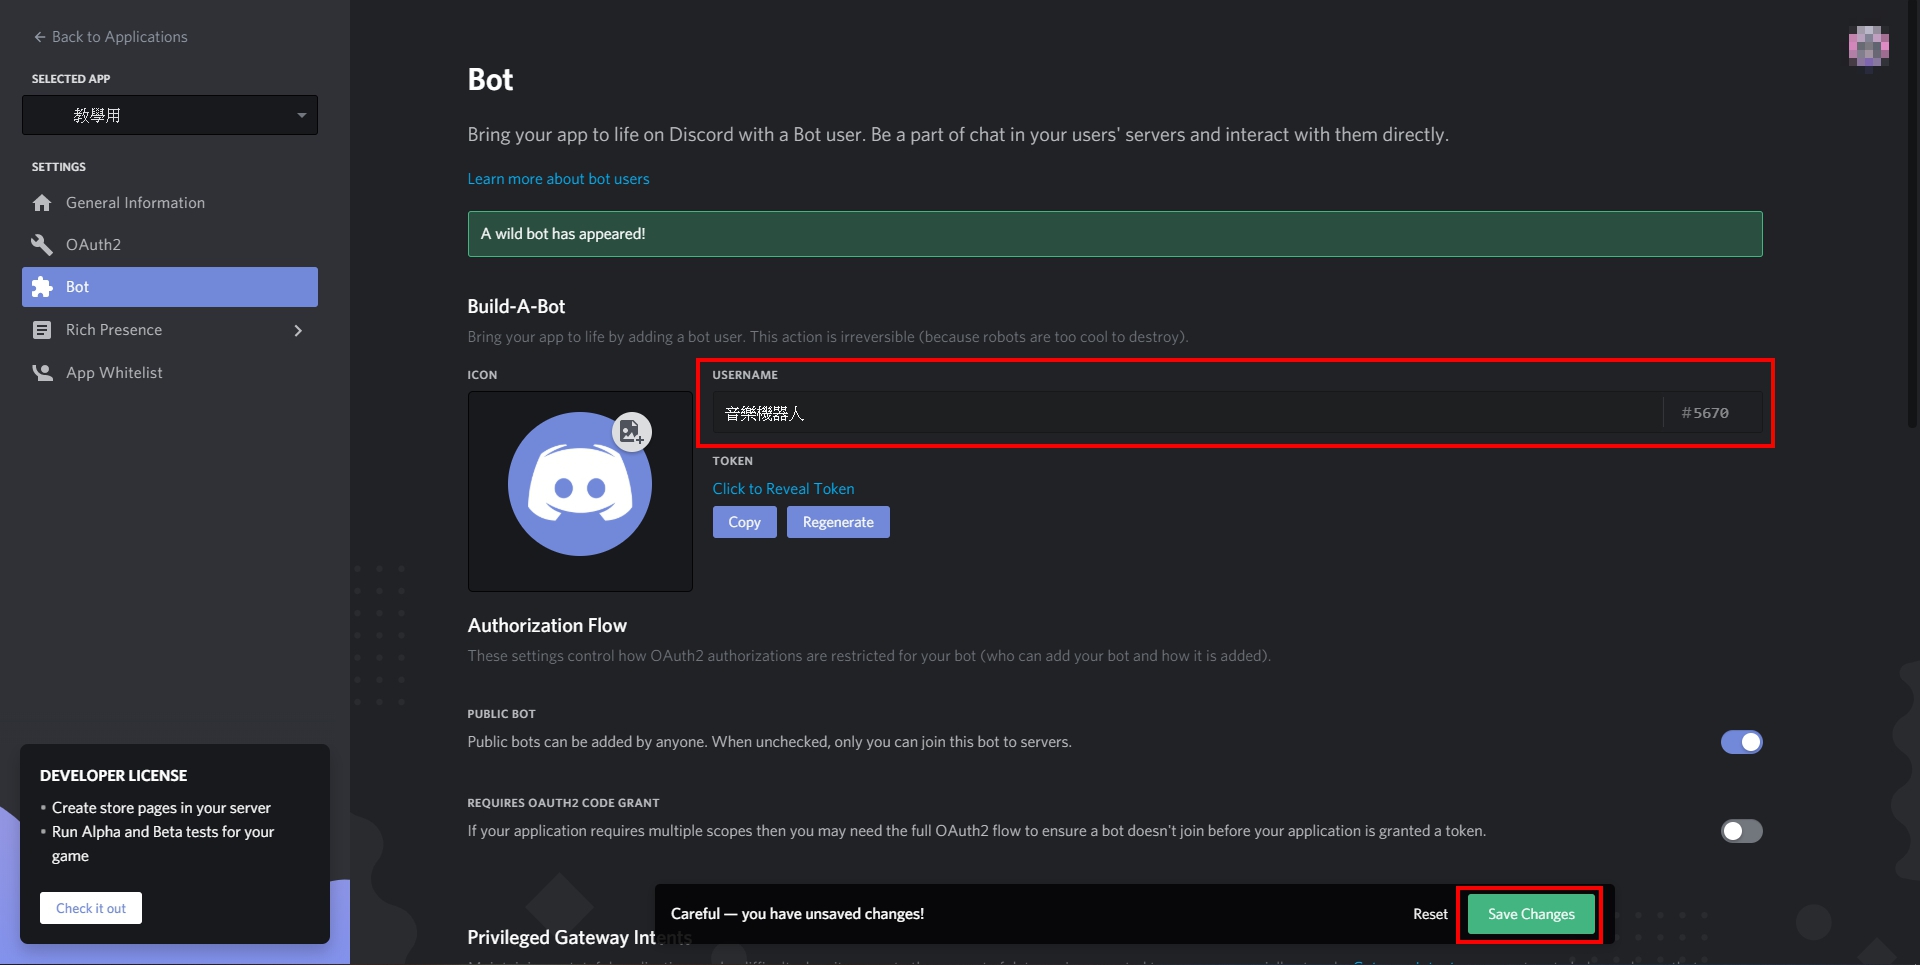 Back to Applications
SELECTED APP
教學用
SETTINGS
General Information
OAuth2
Bot
Rich Presence
App Whitelist
DEVELOPER LICENSE
Create store pages in your server
Run Alpha and Beta tests for your
game
Check it out
Bot
Bring your app to life on Discord with a Bot user. Be a part of chat in your users' servers and interact with them directly.
Learn more about bot users
A wild bot has appeared!
Build-A-Bot
Bring your app to life by adding a bot user. This action is irreversible (because robots are too cool to destroy).
ICON
USERNAME
音樂機器人 #5670
TOKEN
Click to Reveal Token
Copy Regenerate
Authorization Flow
These settings control how OAuth2 authorizations are restricted for your bot (who can add your bot and how it is added).
PUBLIC BOT
Public bots can be added by anyone. When unchecked, only you can join this bot to servers.
REQUIRES OAUTH2 CODE GRANT
If your application requires multiple scopes then you may need the full OAuth2 flow to ensure a bot doesn't join before your application is granted a token.
Careful — you have unsaved changes! Reset Save Changes
Privileged Gateway Intents